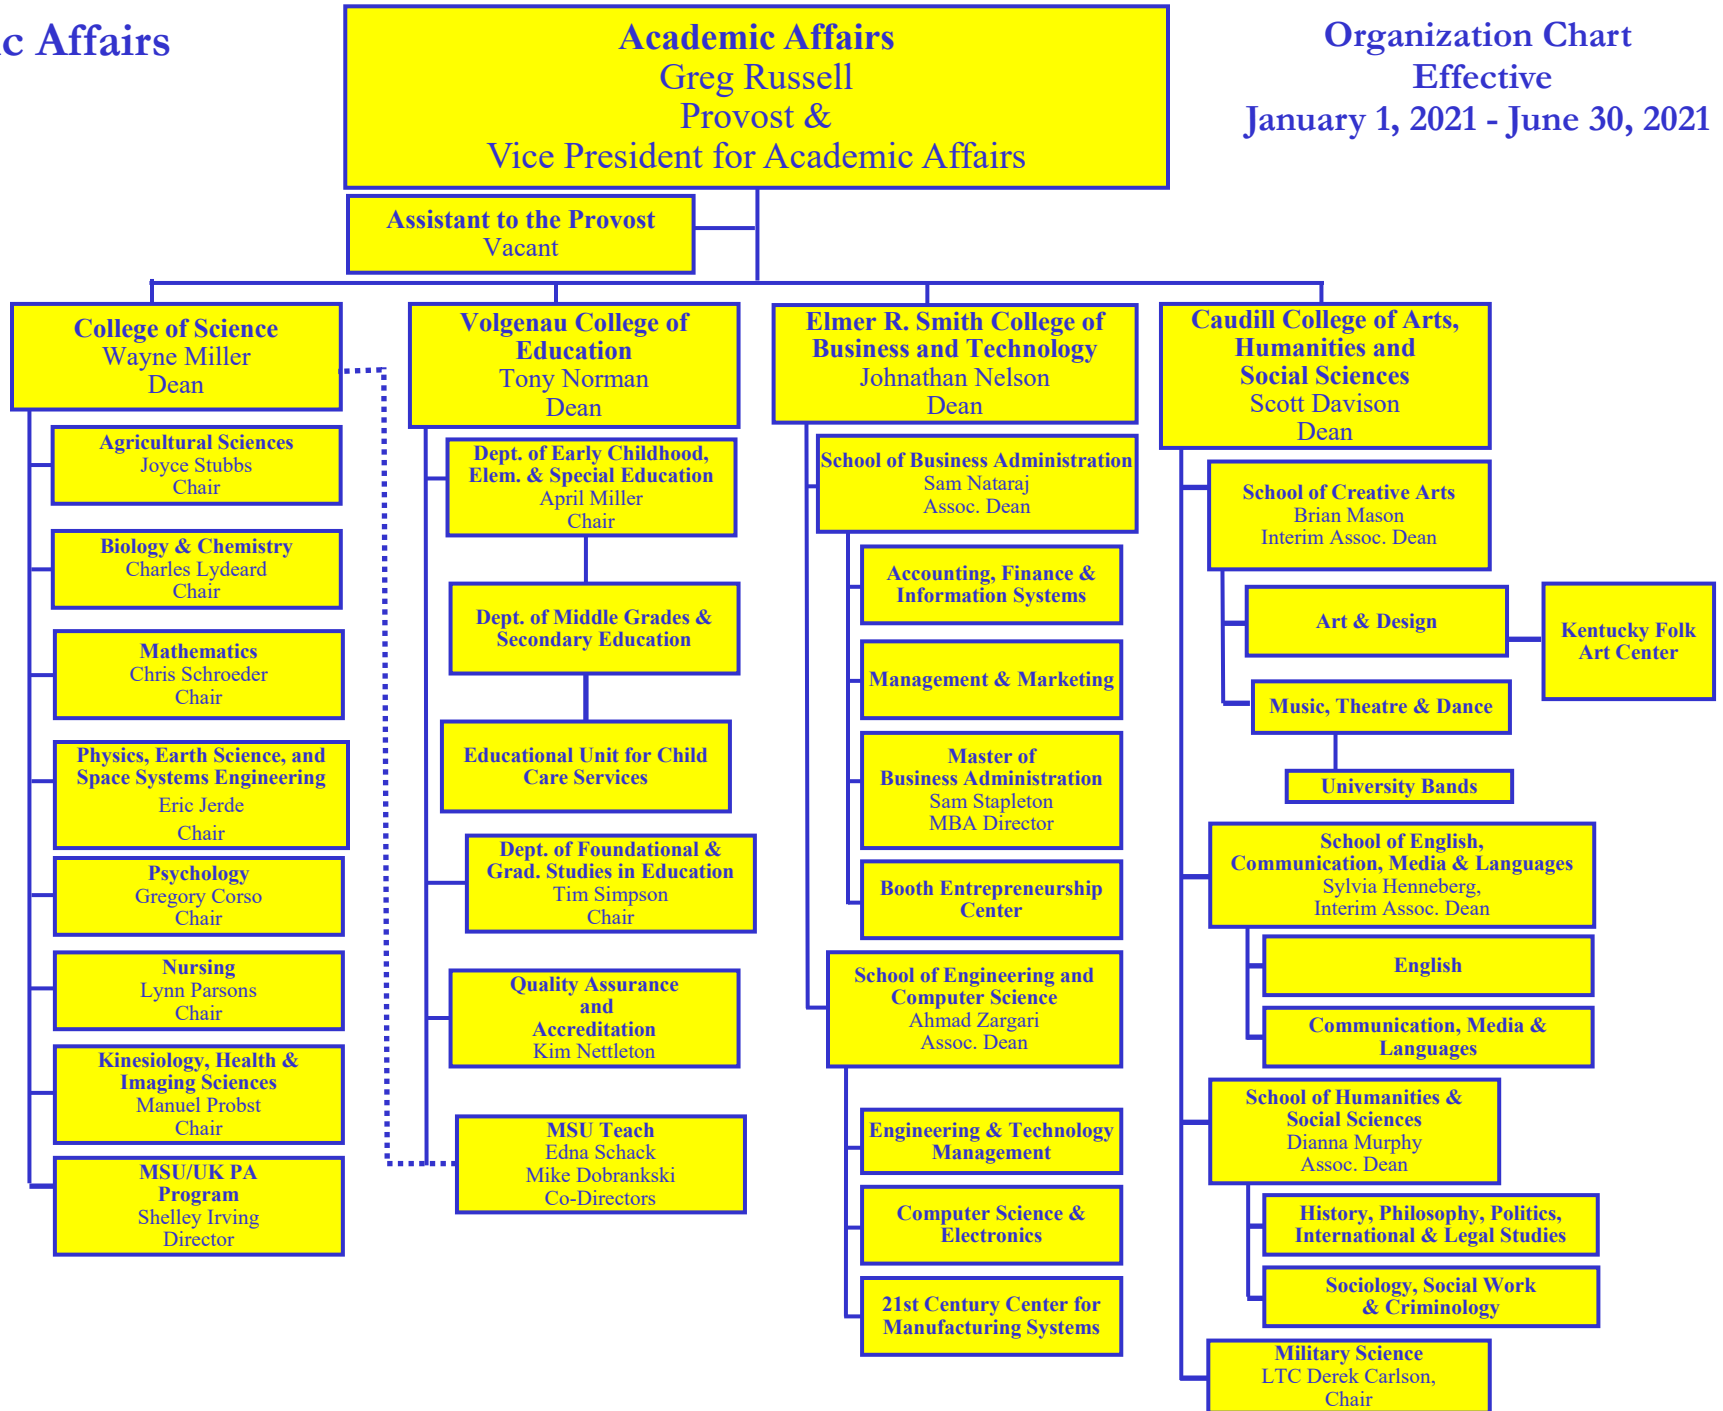 c Affairs
Academic Affairs
Greg Russell
Provost &
Vice President for Academic Affairs
Organization Chart
Effective
January 1, 2021 - June 30, 2021
Assistant to the Provost
Vacant
College of Science
Wayne Miller
Dean
Agricultural Sciences
Joyce Stubbs
Chair
Biology & Chemistry
Charles Lydeard
Chair
Mathematics
Chris Schroeder
Chair
Physics, Earth Science, and
Space Systems Engineering
Eric Jerde
Chair
Psychology
Gregory Corso
Chair
Nursing
Lynn Parsons
Chair
Kinesiology, Health &
Imaging Sciences
Manuel Probst
Chair
MSU/UK PA
Program
Shelley Irving
Director
Volgenau College of
Education
Tony Norman
Dean
Dept. of Early Childhood,
Elem. & Special Education
April Miller
Chair
Dept. of Middle Grades &
Secondary Education
Educational Unit for Child
Care Services
Dept. of Foundational &
Grad. Studies in Education
Tim Simpson
Chair
Quality Assurance
and
Accreditation
Kim Nettleton
MSU Teach
Edna Schack
Mike Dobrankski
Co-Directors
Elmer R. Smith College of
Business and Technology
Johnathan Nelson
Dean
School of Business Administration
Sam Nataraj
Assoc. Dean
Accounting, Finance &
Information Systems
Management & Marketing
Master of
Business Administration
Sam Stapleton
MBA Director
Booth Entrepreneurship
Center
School of Engineering and
Computer Science
Ahmad Zargari
Assoc. Dean
Engineering & Technology
Management
Computer Science &
Electronics
21st Century Center for
Manufacturing Systems
Caudill College of Arts,
Humanities and
Social Sciences
Scott Davison
Dean
School of Creative Arts
Brian Mason
Interim Assoc. Dean
Art & Design
Kentucky Folk
Art Center
Music, Theatre & Dance
University Bands
School of English,
Communication, Media & Languages
Sylvia Henneberg,
Interim Assoc. Dean
English
Communication, Media &
Languages
School of Humanities &
Social Sciences
Dianna Murphy
Assoc. Dean
History, Philosophy, Politics,
International & Legal Studies
Sociology, Social Work
& Criminology
Military Science
LTC Derek Carlson,
Chair